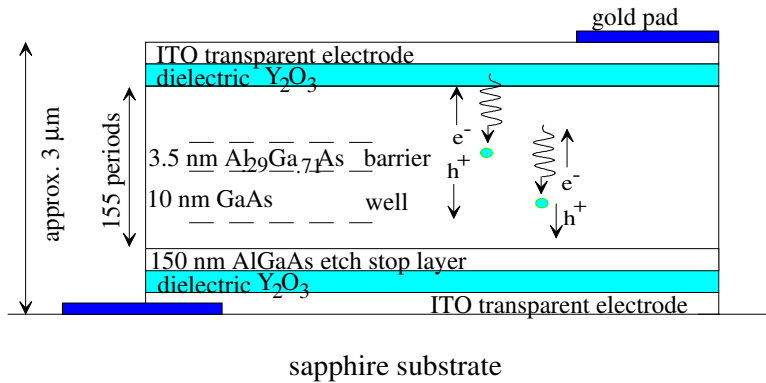 gold pad
ITO transparent electrode
dielectric Y2O3
approx. 3 μm
155 periods
3.5 nm Al.29Ga.71As barrier
10 nm GaAs well
e-
h+
e-
h+
150 nm AlGaAs etch stop layer
dielectric Y2O3
ITO transparent electrode
sapphire substrate